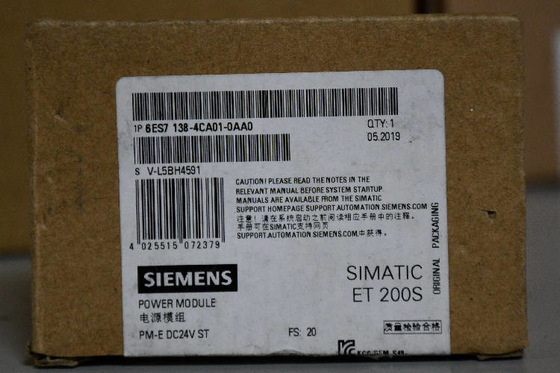 1P 6ES7 138-4CA01-0AA0
QTY: 1
05.2019
S V-L5BH4591
CAUTION! PLEASE READ THE NOTES IN THE
RELEVANT MANUAL BEFORE SYSTEM STARTUP
MANUALS ARE AVAILABLE FROM THE SIMATIC
SUPPORT HOMEPAGE SUPPORT.AUTOMATION.SIEMENS.COM/
注意!请在系统启动之前阅读相应手册中的注释。
手册可在SIMATIC支持网页
SUPPORT.AUTOMATION.SIEMENS.COM.中获得。
4 025515 072379
ORIGINAL PACKAGING
SIEMENS
SIMATIC
ET 200S
POWER MODULE
电源模组
PM-E DC24V ST
FS: 20
质量检验合格